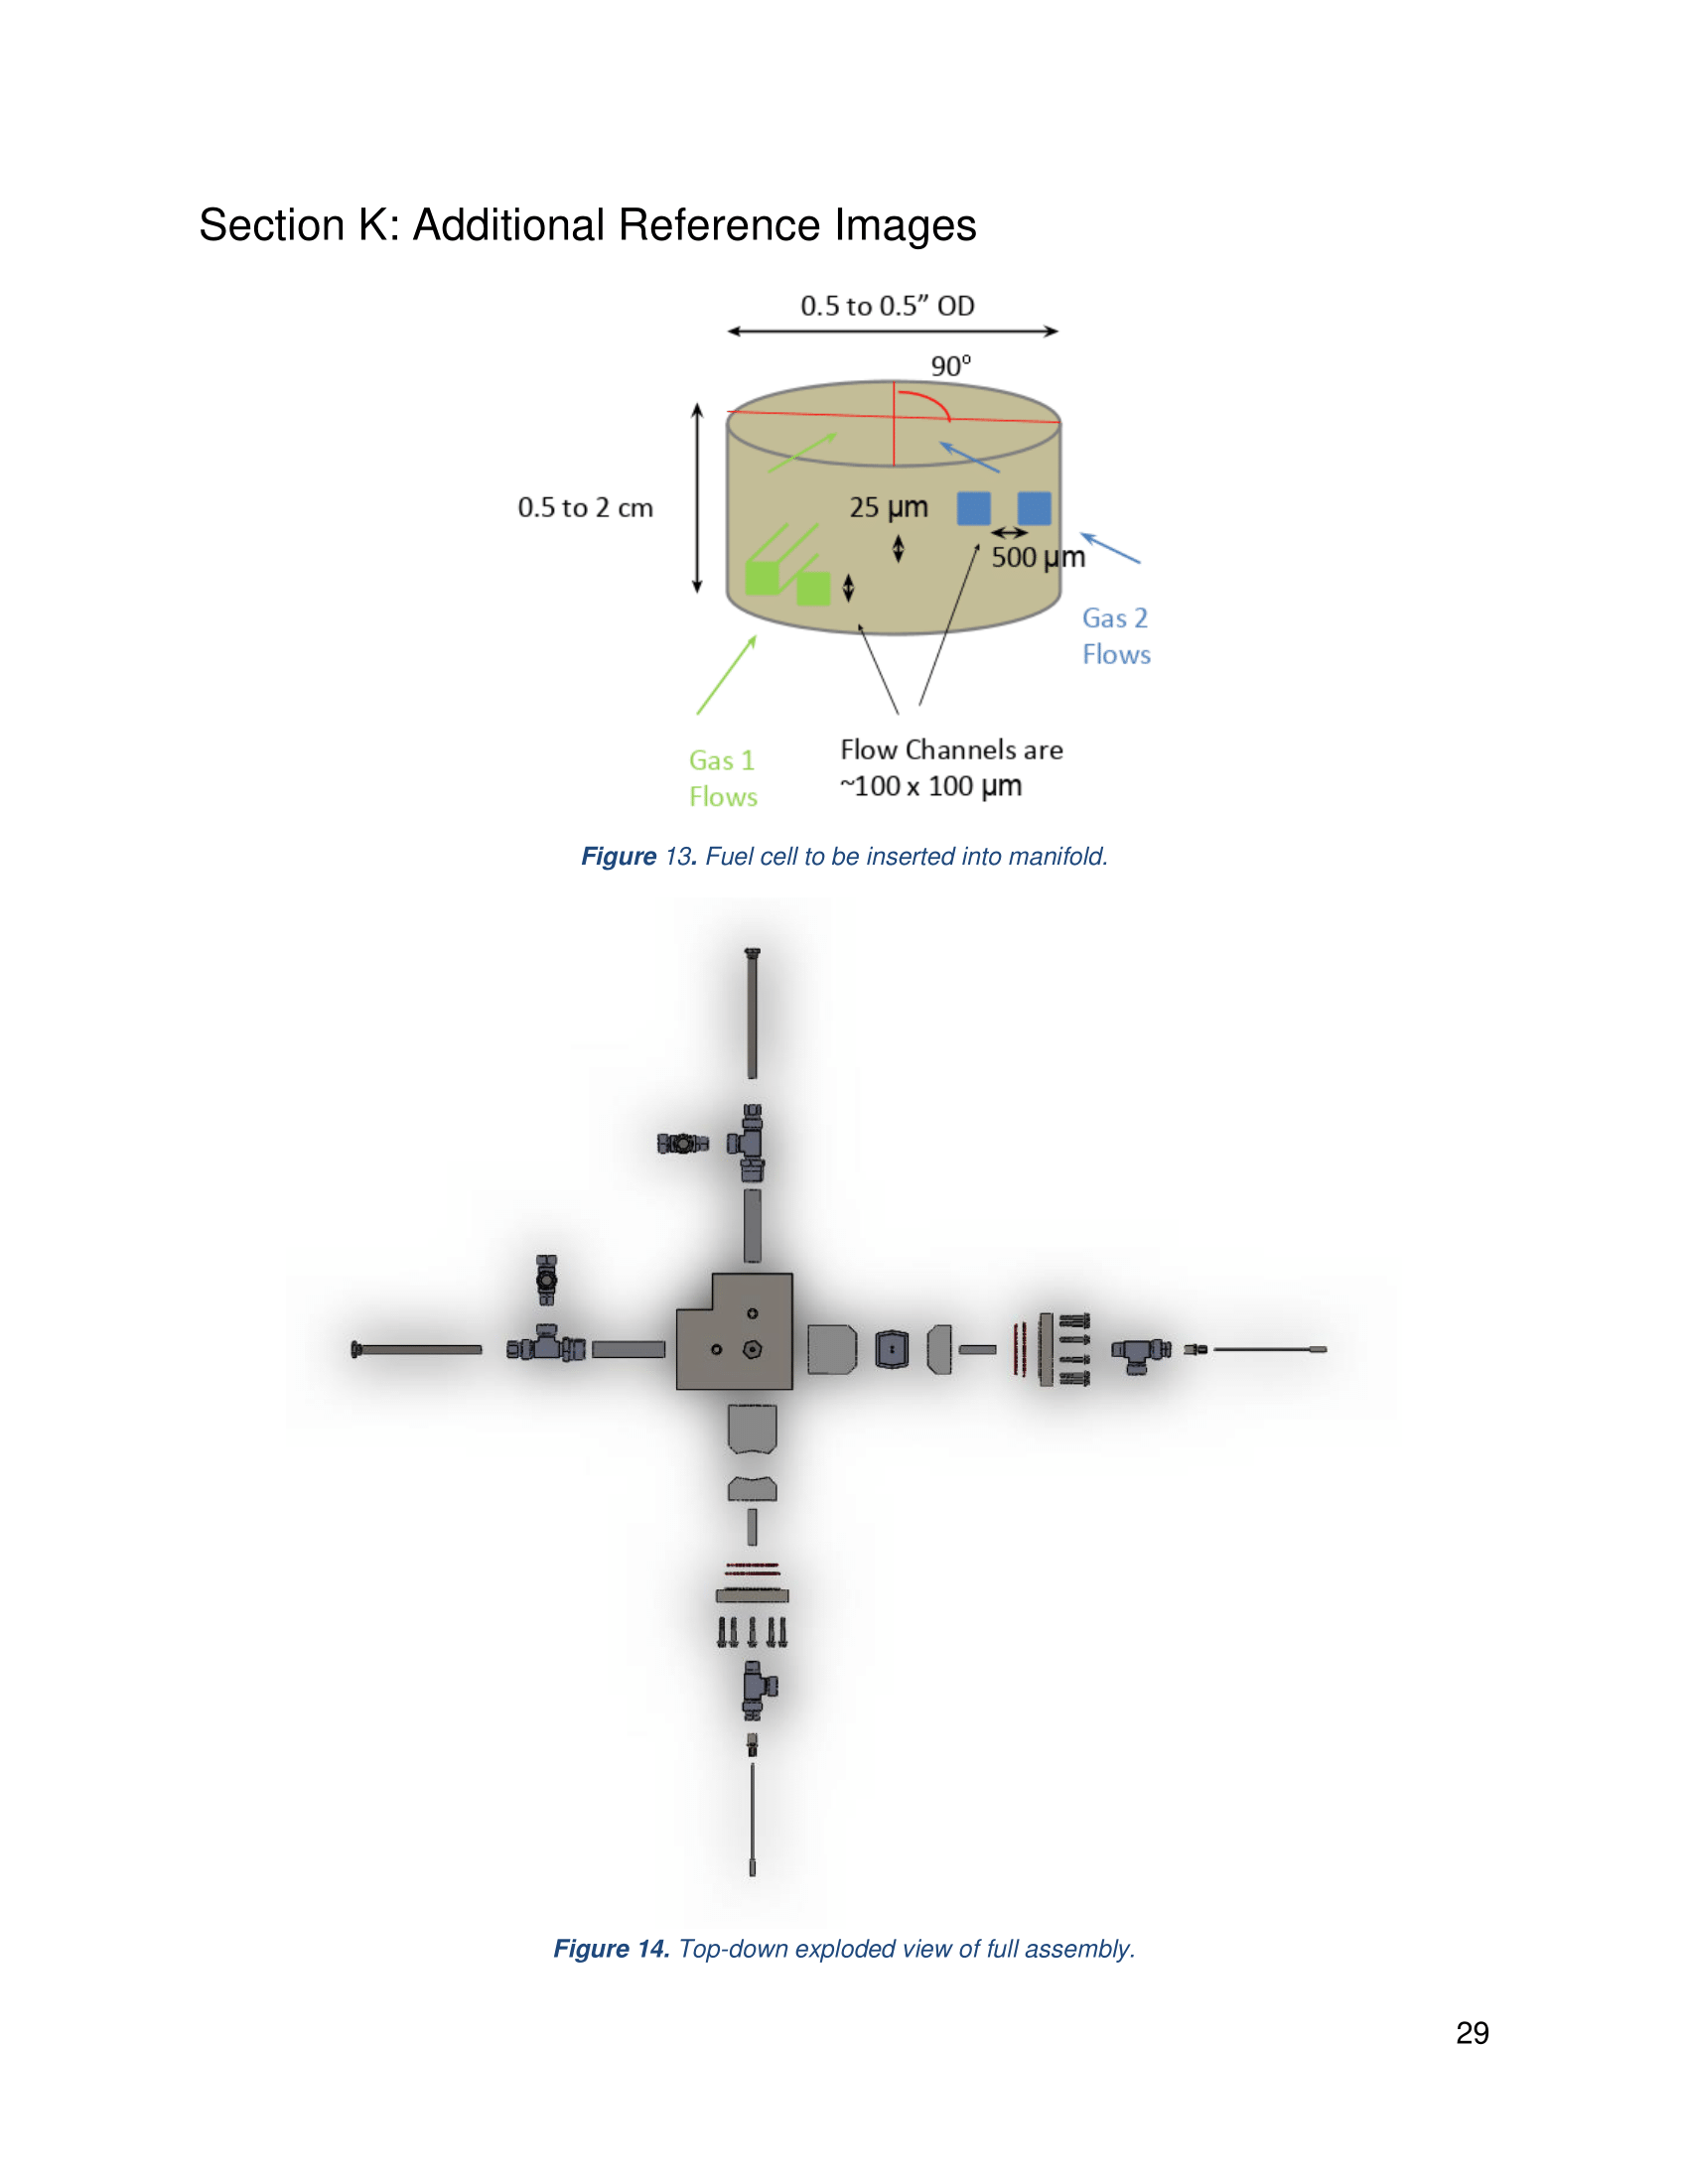 Section K: Additional Reference Images
0.5 to 0.5” OD
90º
0.5 to 2 cm
25 µm
500 µm
Gas 2
Flows
Gas 1
Flows
Flow Channels are
~100 x 100 µm
Figure 13. Fuel cell to be inserted into manifold.
Figure 14. Top-down exploded view of full assembly.
29